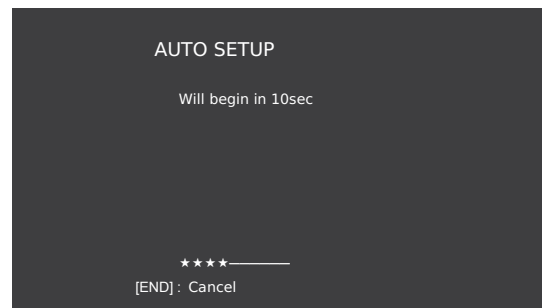 AUTO SETUP
Will begin in 10sec
★★★★──────
[END] : Cancel